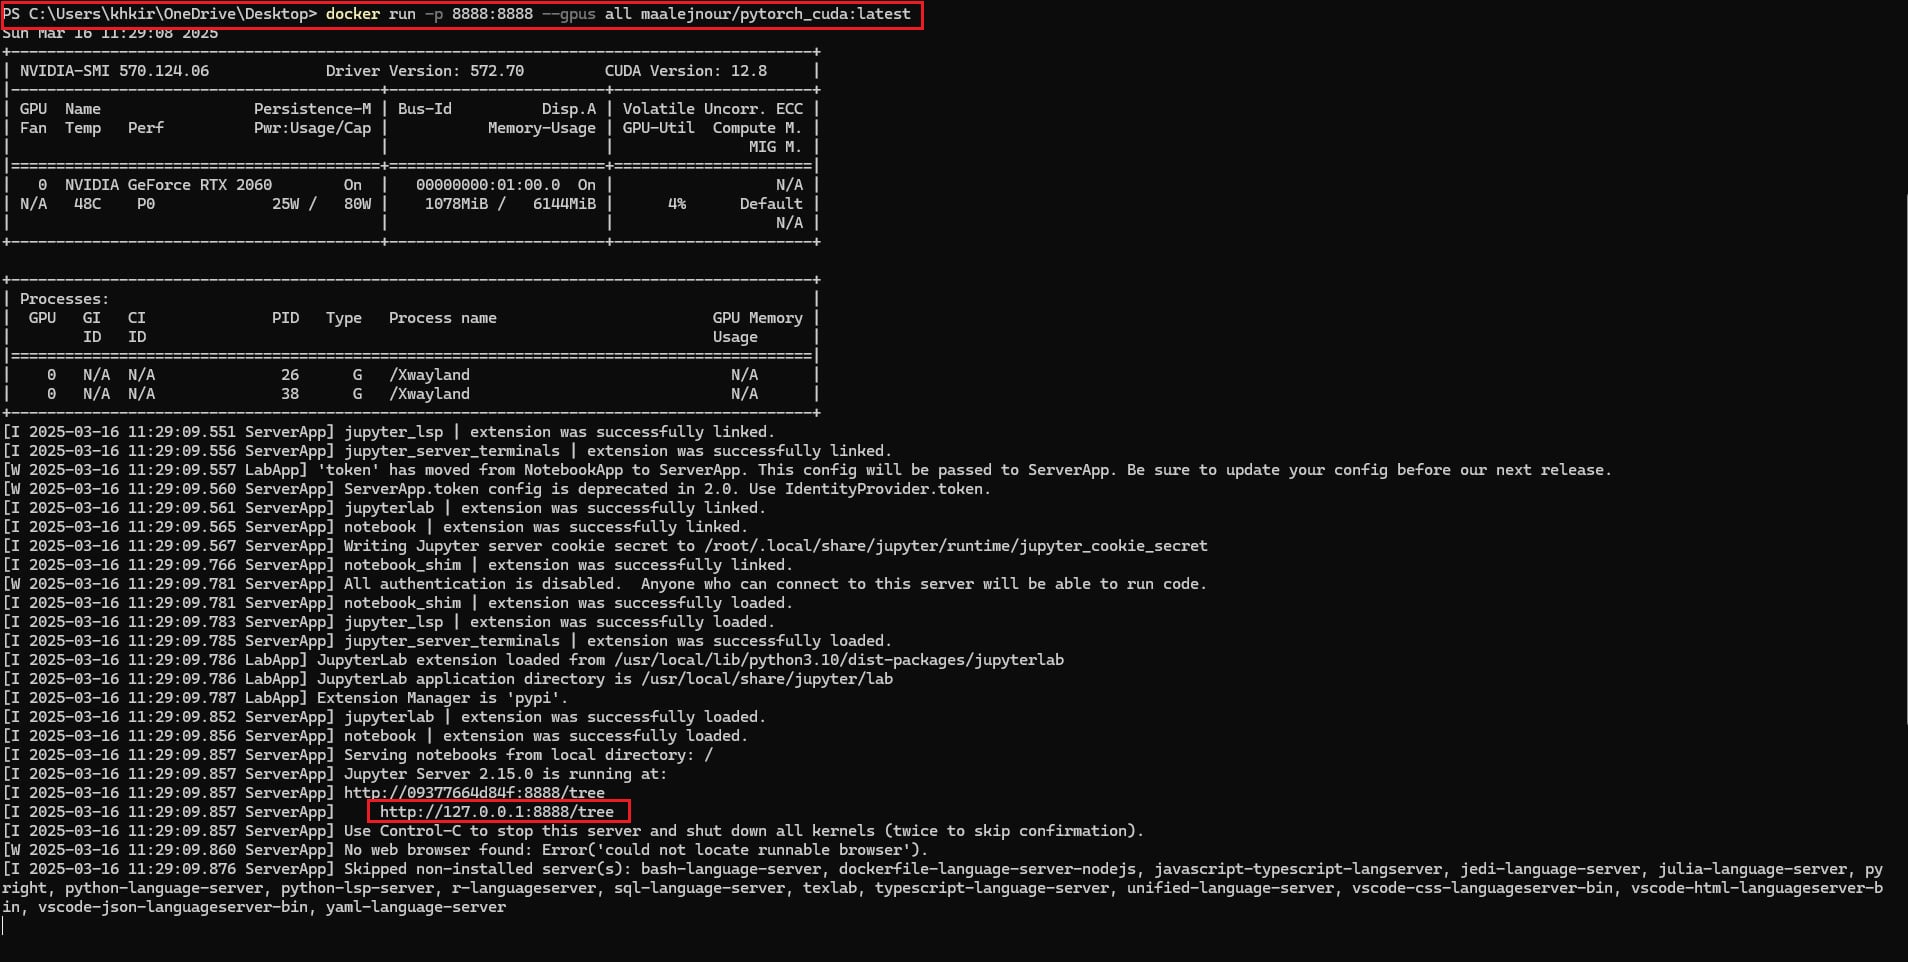 PS C:\Users\khkir\OneDrive\Desktop> docker run -p 8888:8888 --gpus all maalejnour/pytorch_cuda:latest
Sun Mar 16 11:29:08 2025
+-----------------------------------------------------------------------------------------+
| NVIDIA-SMI 570.124.06             Driver Version: 572.70         CUDA Version: 12.8     |
|-----------------------------------------+------------------------+----------------------+
| GPU  Name                 Persistence-M | Bus-Id          Disp.A | Volatile Uncorr. ECC |
| Fan  Temp   Perf          Pwr:Usage/Cap |           Memory-Usage | GPU-Util  Compute M. |
|                                         |                        |               MIG M. |
|=========================================+========================+======================|
|   0  NVIDIA GeForce RTX 2060        On  |   00000000:01:00.0  On |                  N/A |
| N/A   48C    P0             25W /   80W |    1078MiB /   6144MiB |      4%      Default |
|                                         |                        |                  N/A |
+-----------------------------------------+------------------------+----------------------+
+-----------------------------------------------------------------------------------------+
| Processes:                                                                              |
|  GPU   GI   CI              PID   Type   Process name                        GPU Memory |
|        ID   ID                                                               Usage      |
|=========================================================================================|
|    0   N/A  N/A              26      G   /Xwayland                             N/A      |
|    0   N/A  N/A              38      G   /Xwayland                             N/A      |
+-----------------------------------------------------------------------------------------+
[I 2025-03-16 11:29:09.551 ServerApp] jupyter_lsp | extension was successfully linked.
[I 2025-03-16 11:29:09.556 ServerApp] jupyter_server_terminals | extension was successfully linked.
[W 2025-03-16 11:29:09.557 LabApp] 'token' has moved from NotebookApp to ServerApp. This config will be passed to ServerApp. Be sure to update your config before our next release.
[W 2025-03-16 11:29:09.560 ServerApp] ServerApp.token config is deprecated in 2.0. Use IdentityProvider.token.
[I 2025-03-16 11:29:09.561 ServerApp] jupyterlab | extension was successfully linked.
[I 2025-03-16 11:29:09.565 ServerApp] notebook | extension was successfully linked.
[I 2025-03-16 11:29:09.567 ServerApp] Writing Jupyter server cookie secret to /root/.local/share/jupyter/runtime/jupyter_cookie_secret
[I 2025-03-16 11:29:09.766 ServerApp] notebook_shim | extension was successfully linked.
[W 2025-03-16 11:29:09.781 ServerApp] All authentication is disabled.  Anyone who can connect to this server will be able to run code.
[I 2025-03-16 11:29:09.781 ServerApp] notebook_shim | extension was successfully loaded.
[I 2025-03-16 11:29:09.783 ServerApp] jupyter_lsp | extension was successfully loaded.
[I 2025-03-16 11:29:09.785 ServerApp] jupyter_server_terminals | extension was successfully loaded.
[I 2025-03-16 11:29:09.786 LabApp] JupyterLab extension loaded from /usr/local/lib/python3.10/dist-packages/jupyterlab
[I 2025-03-16 11:29:09.786 LabApp] JupyterLab application directory is /usr/local/share/jupyter/lab
[I 2025-03-16 11:29:09.787 LabApp] Extension Manager is 'pypi'.
[I 2025-03-16 11:29:09.852 ServerApp] jupyterlab | extension was successfully loaded.
[I 2025-03-16 11:29:09.856 ServerApp] notebook | extension was successfully loaded.
[I 2025-03-16 11:29:09.857 ServerApp] Serving notebooks from local directory: /
[I 2025-03-16 11:29:09.857 ServerApp] Jupyter Server 2.15.0 is running at:
[I 2025-03-16 11:29:09.857 ServerApp] http://09377664d84f:8888/tree
[I 2025-03-16 11:29:09.857 ServerApp]     http://127.0.0.1:8888/tree
[I 2025-03-16 11:29:09.857 ServerApp] Use Control-C to stop this server and shut down all kernels (twice to skip confirmation).
[W 2025-03-16 11:29:09.860 ServerApp] No web browser found: Error('could not locate runnable browser').
[I 2025-03-16 11:29:09.876 ServerApp] Skipped non-installed server(s): bash-language-server, dockerfile-language-server-nodejs, javascript-typescript-langserver, jedi-language-server, julia-language-server, py
right, python-language-server, python-lsp-server, r-languageserver, sql-language-server, texlab, typescript-language-server, unified-language-server, vscode-css-languageserver-bin, vscode-html-languageserver-b
in, vscode-json-languageserver-bin, yaml-language-server